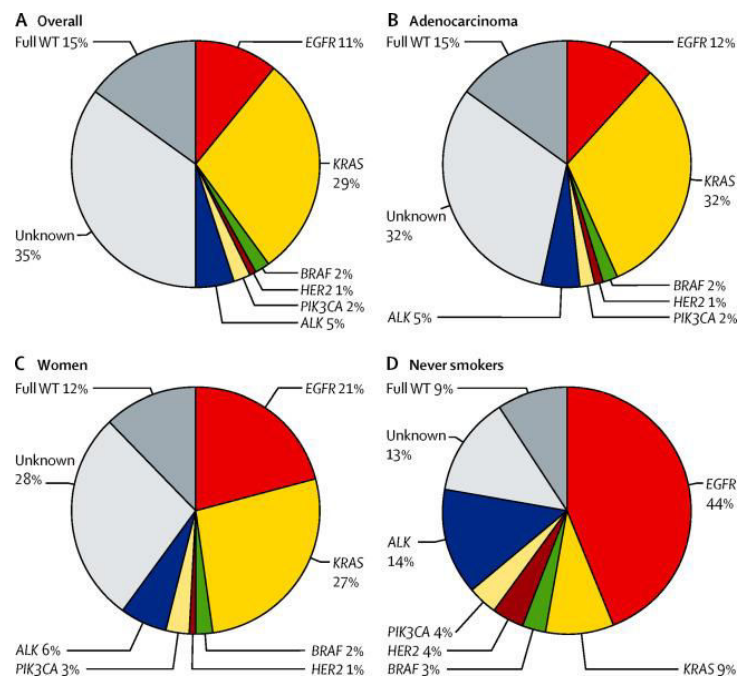 A Overall
Full WT 15%
EGFR 11%
KRAS
29%
Unknown
35%
BRAF 2%
HER2 1%
PIK3CA 2%
ALK 5%
B Adenocarcinoma
Full WT 15%
EGFR 12%
KRAS
32%
Unknown
32%
BRAF 2%
HER2 1%
ALK 5%
PIK3CA 2%
C Women
Full WT 12%
EGFR 21%
Unknown
28%
KRAS
27%
ALK 6%
BRAF 2%
PIK3CA 3%
HER2 1%
D Never smokers
Full WT 9%
Unknown
13%
EGFR
44%
ALK
14%
PIK3CA 4%
HER2 4%
BRAF 3%
KRAS 9%